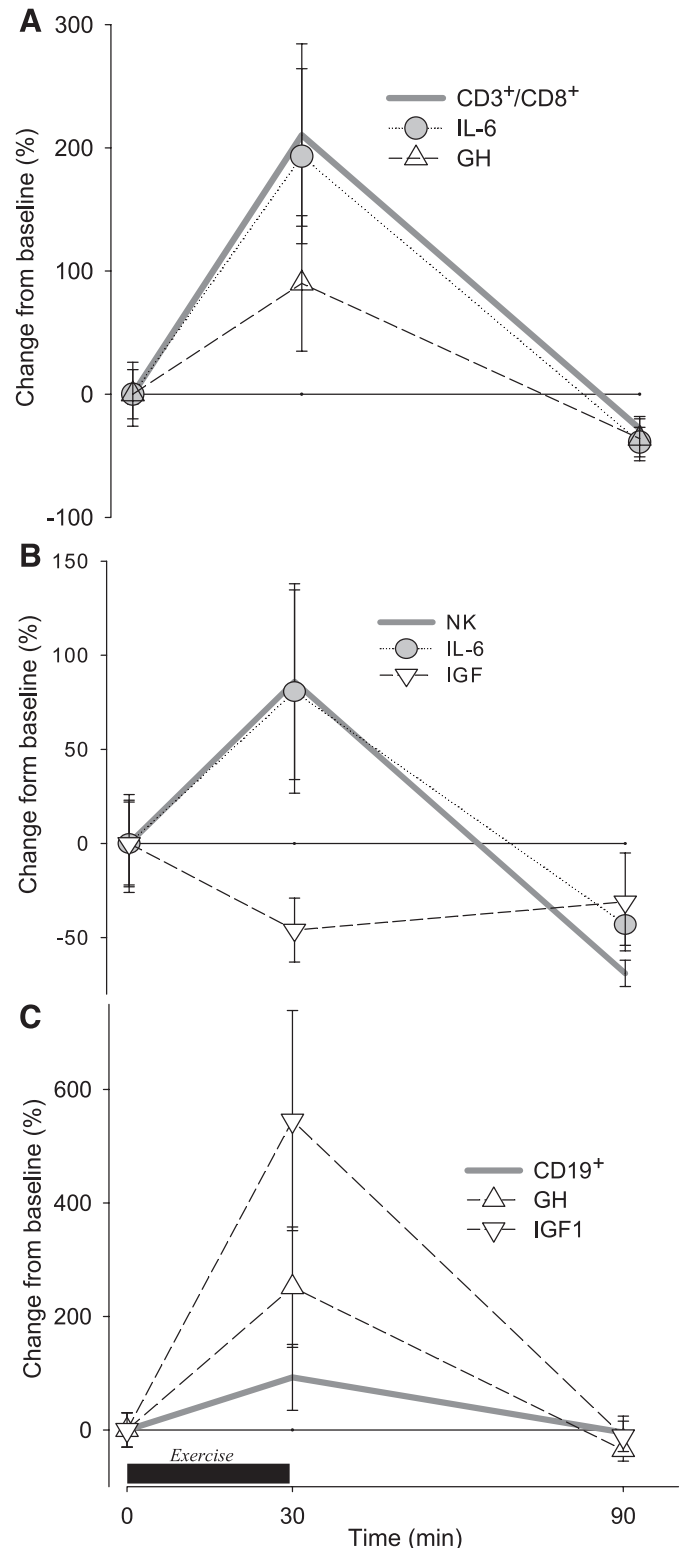 A
300
200
100
0
-100
Change from baseline (%)
CD3+/CD8+
IL-6
GH
B
150
100
50
0
-50
Change form baseline (%)
NK
IL-6
IGF
C
600
400
200
0
Change from baseline (%)
CD19+
GH
IGF1
Exercise
0 30 90
Time (min)